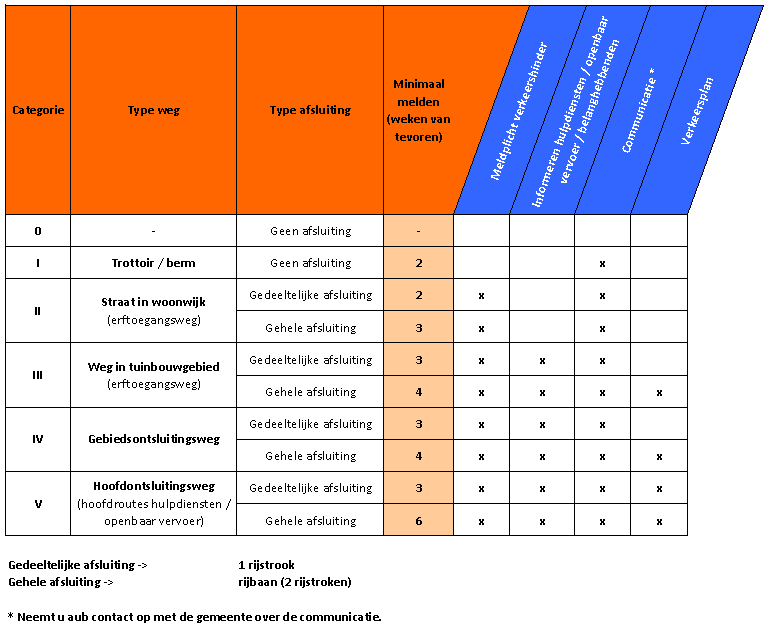 Categorie
Type weg
Type afsluiting
Minimaal
melden
(weken van
tevoren)
Meldplicht verkeershinder
Informeren hulpdiensten / openbaar
vervoer / belanghebbenden
Communicatie *
Verkeersplan
0 - Geen afsluiting -
I Trottoir / berm Geen afsluiting 2 x
II
Straat in woonwijk
(erftoegangsweg)
Gedeeltelijke afsluiting 2 x x
Gehele afsluiting 3 x x
III
Weg in tuinbouwgebied
(erftoegangsweg)
Gedeeltelijke afsluiting 3 x x x
Gehele afsluiting 4 x x x x
IV
Gebiedsontsluitingsweg
Gedeeltelijke afsluiting 3 x x x
Gehele afsluiting 4 x x x x
V
Hoofdontsluitingsweg
(hoofdroutes hulpdiensten /
openbaar vervoer)
Gedeeltelijke afsluiting 3 x x x x
Gehele afsluiting 6 x x x x
Gedeeltelijke afsluiting -> 1 rijstrook
Gehele afsluiting -> rijbaan (2 rijstroken)
* Neemt u aub contact op met de gemeente over de communicatie.